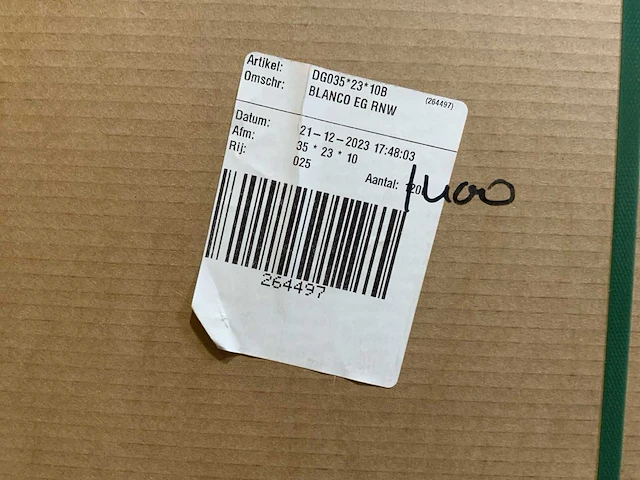 Artikel: DG035*23*10B (264497)
Omschr: BLANCO EG RNW
Datum: 21-12-2023 17:48:03
Afm: 35 * 23 * 10
Rij: 025
Aantal: 1400
264497